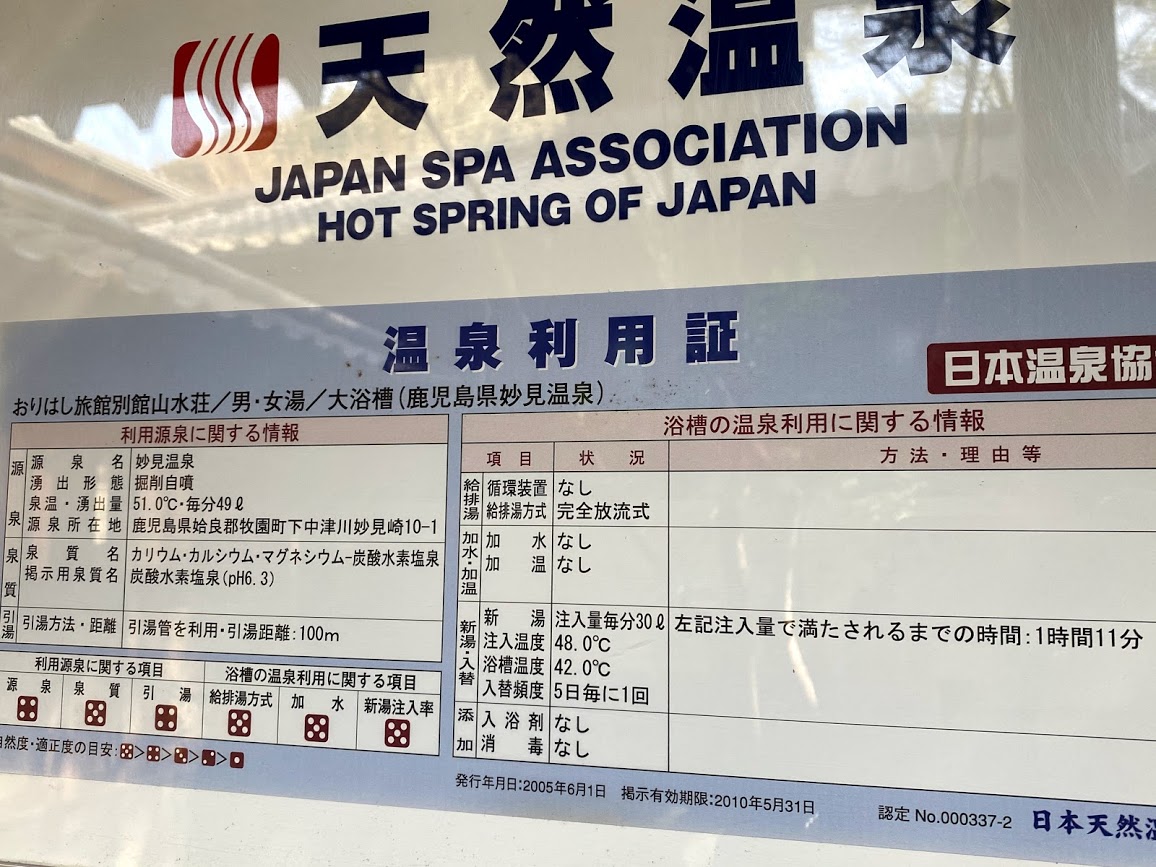 天然温泉
JAPAN SPA ASSOCIATION
HOT SPRING OF JAPAN
温泉利用証
日本温泉協
おりはし旅館別館山水荘／男・女湯／大浴槽(鹿児島県妙見温泉)
利用源泉に関する情報
源泉
源泉名 妙見温泉
湧出形態 掘削自噴
泉温・湧出量 51.0℃・毎分49ℓ
源泉所在地 鹿児島県姶良郡牧園町下中津川妙見崎10-1
泉質
泉質名 カリウム・カルシウム・マグネシウム-炭酸水素塩泉
掲示用泉質名 炭酸水素塩泉(pH6.3)
引湯
引湯方法・距離 引湯管を利用・引湯距離:100m
利用源泉に関する項目 浴槽の温泉利用に関する項目
源泉 泉質 引湯 給排湯方式 加水 新湯注入率
自然度・適正度の目安: > > > >
浴槽の温泉利用に関する情報
項目 状況 方法・理由等
給排湯
循環装置 なし
給排湯方式 完全放流式
加水・加温
加水 なし
加温 なし
新湯・入替
新湯 注入量毎分30ℓ 左記注入量で満たされるまでの時間:1時間11分
注入温度 48.0℃
浴槽温度 42.0℃
入替頻度 5日毎に1回
添加
入浴剤 なし
消毒 なし
発行年月日:2005年6月1日 掲示有効期限:2010年5月31日 認定 No.000337-2 日本天然温